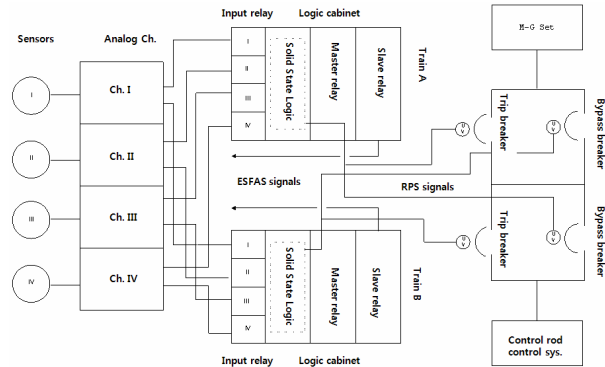 Input relay
Logic cabinet
Sensors
Analog Ch.
M-G Set
I
II
III
IV
Ch. I
Ch. II
Ch. III
Ch. IV
I
II
III
IV
Solid State Logic
Master relay
Slave relay
Train A
ESFAS signals
RPS signals
I
II
III
IV
Solid State Logic
Master relay
Slave relay
Train B
Input relay
Logic cabinet
UV
Trip breaker
UV
Bypass breaker
UV
Trip breaker
UV
Bypass breaker
Control rod
control sys.